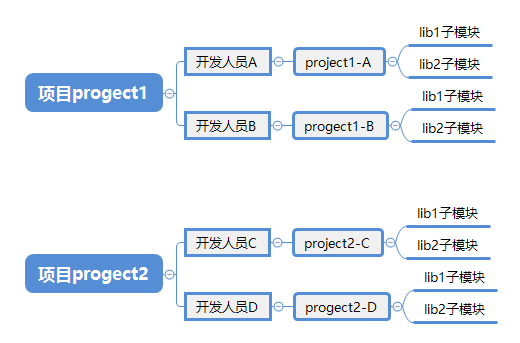 项目progect1
开发人员A
project1-A
lib1子模块
lib2子模块
开发人员B
progect1-B
lib1子模块
lib2子模块
项目progect2
开发人员C
project2-C
lib1子模块
lib2子模块
开发人员D
progect2-D
lib1子模块
lib2子模块